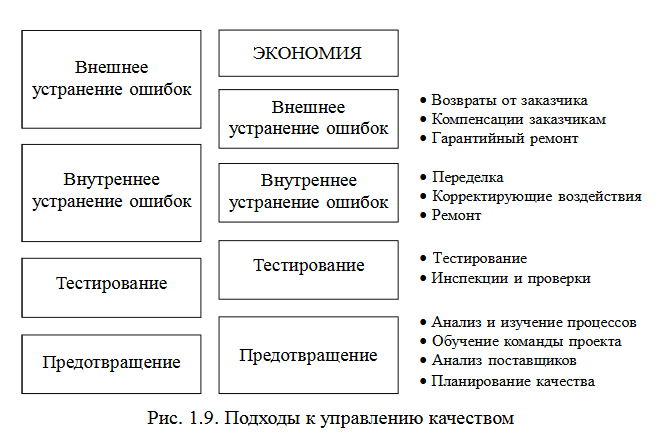 Внешнее
устранение ошибок
Внутреннее
устранение ошибок
Тестирование
Предотвращение
ЭКОНОМИЯ
Внешнее
устранение ошибок
Внутреннее
устранение ошибок
Тестирование
Предотвращение
• Возвраты от заказчика
• Компенсации заказчикам
• Гарантийный ремонт
• Переделка
• Корректирующие воздействия
• Ремонт
• Тестирование
• Инспекции и проверки
• Анализ и изучение процессов
• Обучение команды проекта
• Анализ поставщиков
• Планирование качества
Рис. 1.9. Подходы к управлению качеством